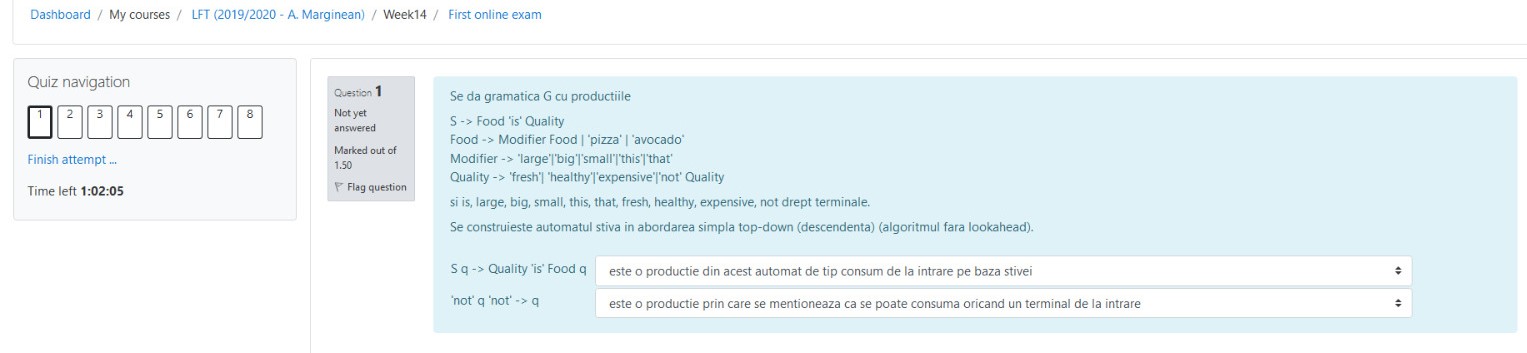 Dashboard / My courses / LFT (2019/2020 - A. Marginean) / Week14 / First online exam
Quiz navigation
1 2 3 4 5 6 7 8
Finish attempt ...
Time left 1:02:05
Question 1
Not yet
answered
Marked out of
1.50
Flag question
Se da gramatica G cu productiile
S -> Food 'is' Quality
Food -> Modifier Food | 'pizza' | 'avocado'
Modifier -> 'large'|'big'|'small'|'this'|'that'
Quality -> 'fresh'| 'healthy'|'expensive'|'not' Quality
si is, large, big, small, this, that, fresh, healthy, expensive, not drept terminale.
Se construieste automatul stiva in abordarea simpla top-down (descendenta) (algoritmul fara lookahead).
S q -> Quality 'is' Food q este o productie din acest automat de tip consum de la intrare pe baza stivei
'not' q 'not' -> q este o productie prin care se mentioneaza ca se poate consuma oricand un terminal de la intrare